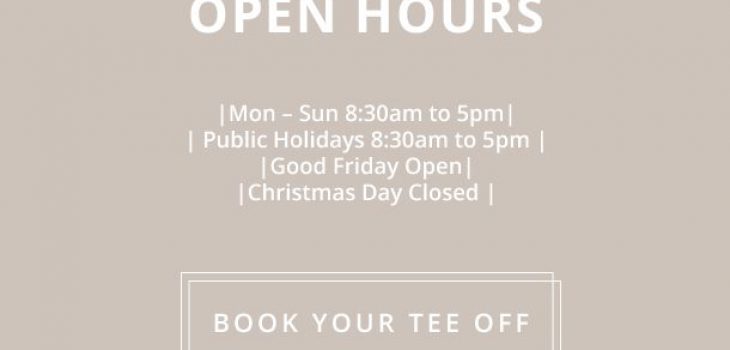 OPEN HOURS
|Mon – Sun 8:30am to 5pm|
| Public Holidays 8:30am to 5pm |
|Good Friday Open|
|Christmas Day Closed |
BOOK YOUR TEE OFF